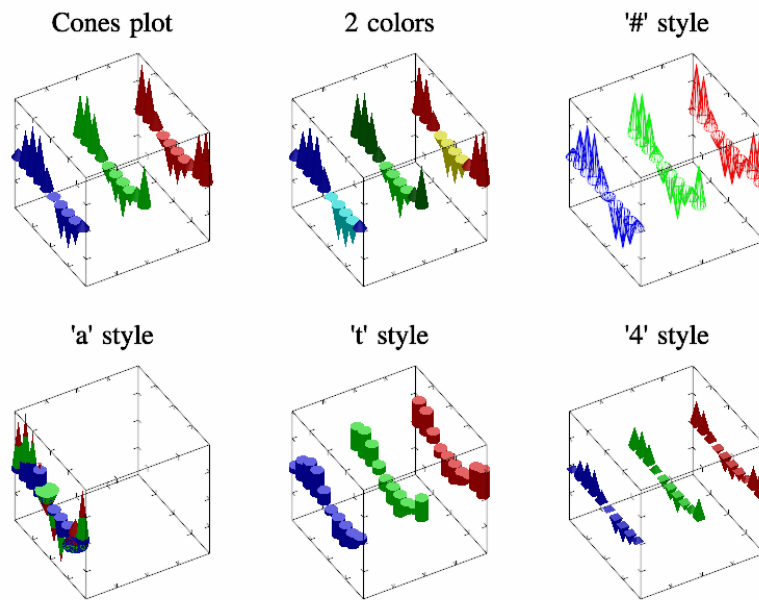 Cones plot
2 colors
'#' style
'a' style
't' style
'4' style